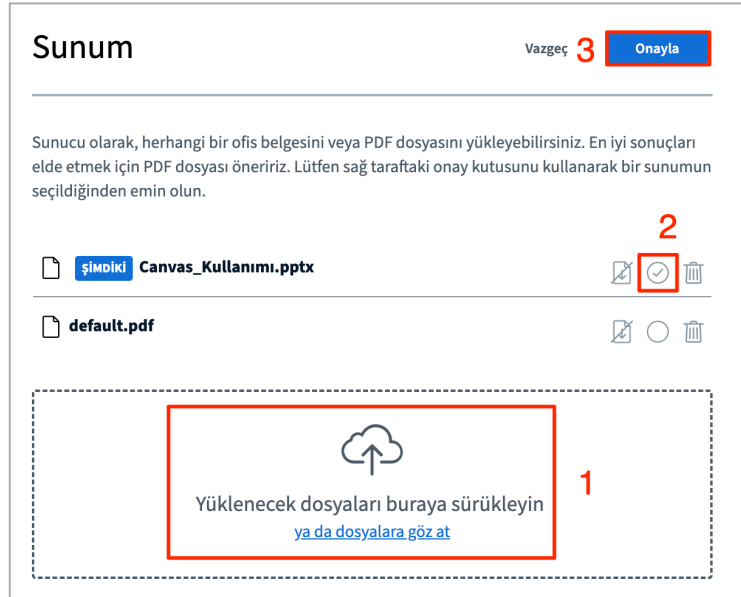 Sunum
Vazgeç 3 Onayla
Sunucu olarak, herhangi bir ofis belgesini veya PDF dosyasını yükleyebilirsiniz. En iyi sonuçları
elde etmek için PDF dosyası öneririz. Lütfen sağ taraftaki onay kutusunu kullanarak bir sunumun
seçildiğinden emin olun.
2
ŞİMDİKİ Canvas_Kullanımı.pptx
default.pdf
Yüklenecek dosyaları buraya sürükleyin
1
ya da dosyalara göz at